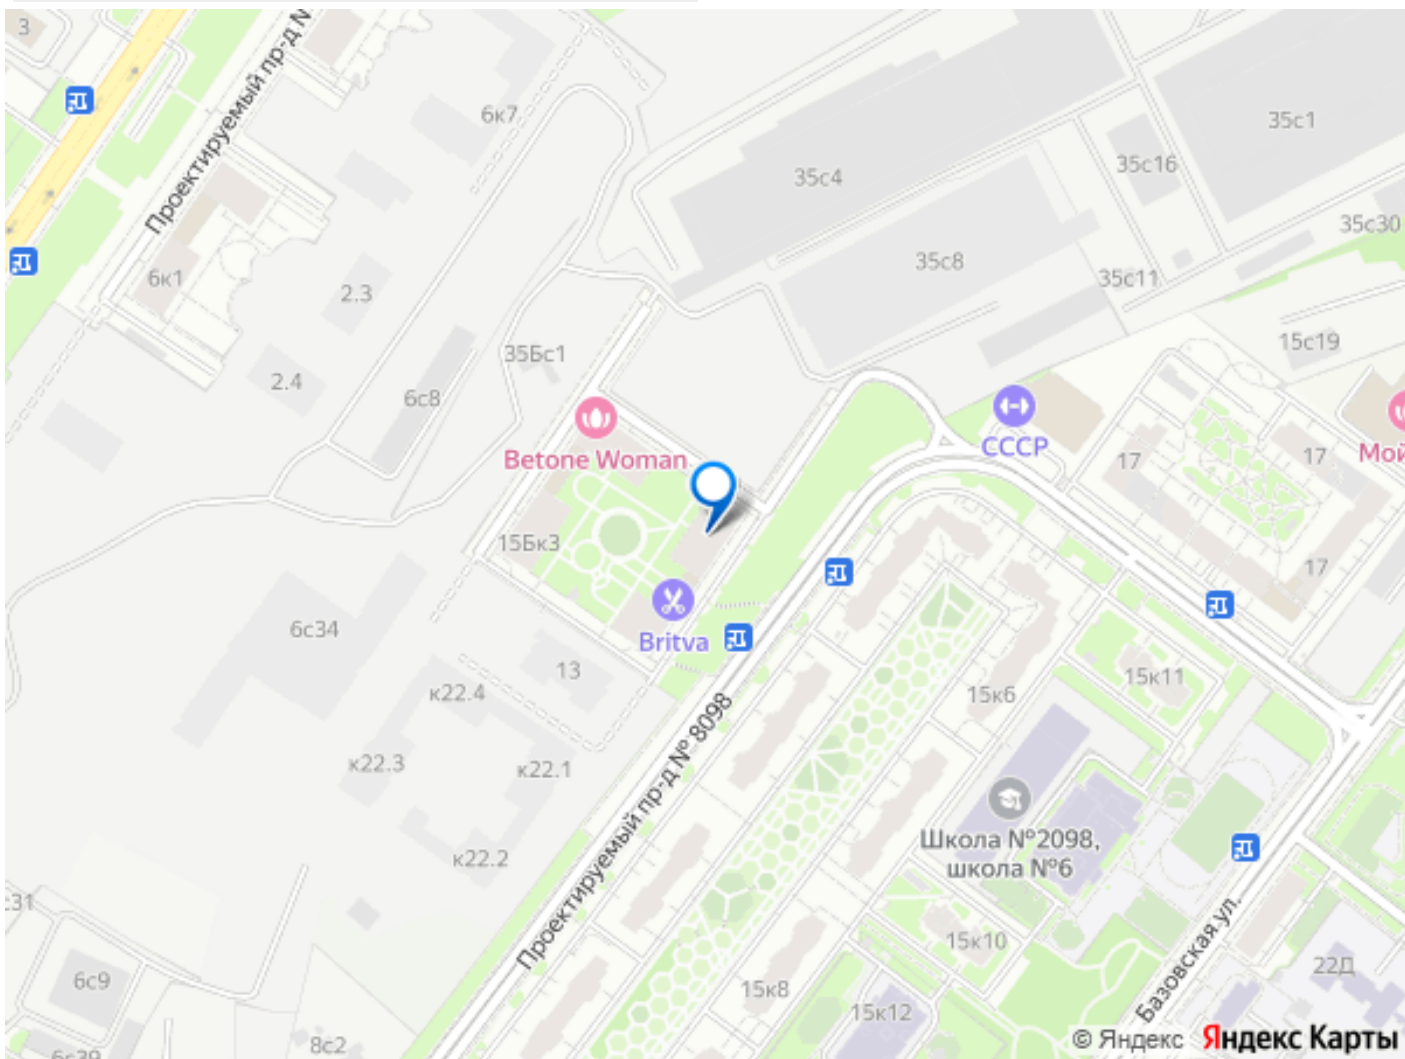 3
Проектируемый пр-д №
6к7
35с1
35с4
35с16
35с30
35с8
35с11
6к1
2.3
15с19
35Бс1
2.4
6с8
СССР
17
17
Мой
Betone Woman
15Бк3
17
6с34
Britva
13
15к11
к22.4
15к6
Проектируемый пр-д № 8098
к22.3
к22.1
Школа №2098,
школа №6
к22.2
с31
Базовская ул.
15к10
22Д
6с9
15к8
15к12
8с2
6с39
© Яндекс Яндекс Карты